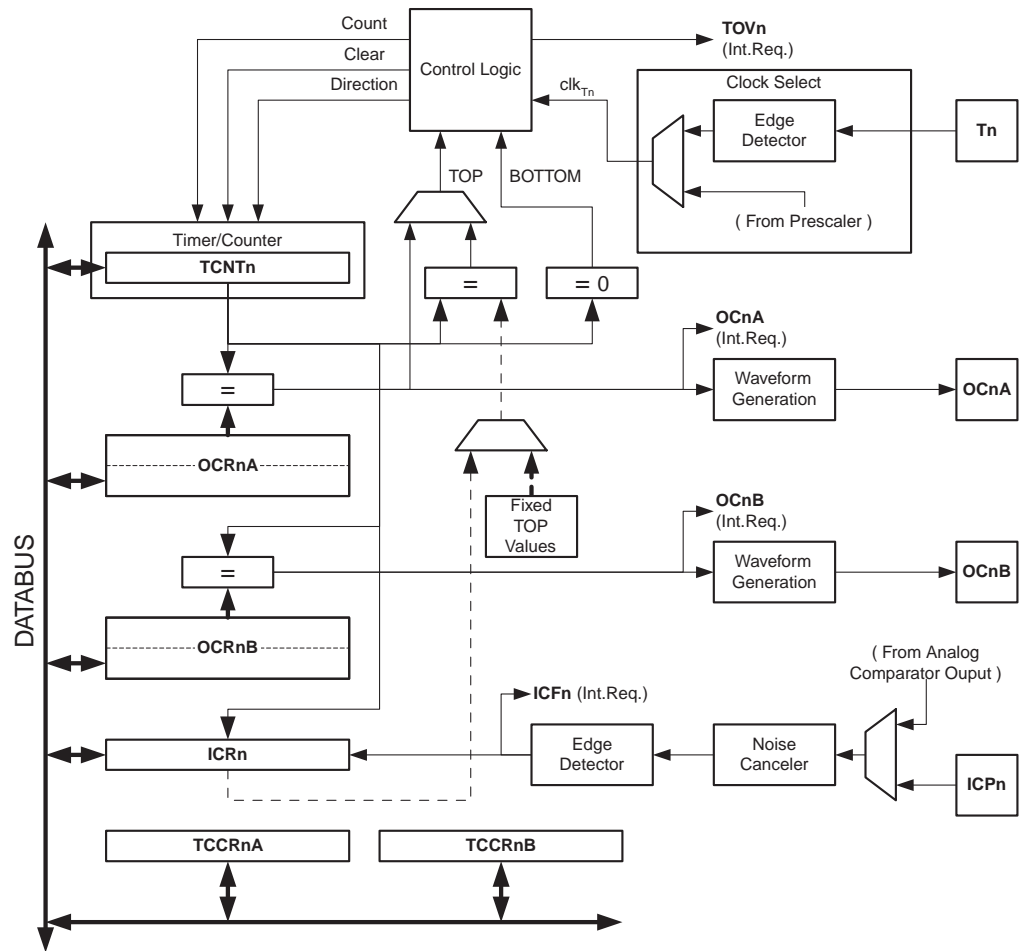 Count
Clear
Direction
Control Logic
TOVn
(Int.Req.)
clkTn
Clock Select
Edge
Detector
Tn
( From Prescaler )
TOP
BOTTOM
Timer/Counter
TCNTn
=
= 0
OCnA
(Int.Req.)
=
Waveform
Generation
OCnA
OCRnA
Fixed
TOP
Values
OCnB
(Int.Req.)
=
Waveform
Generation
OCnB
OCRnB
DATABUS
( From Analog
Comparator Ouput )
ICFn (Int.Req.)
ICRn
Edge
Detector
Noise
Canceler
ICPn
TCCRnA
TCCRnB